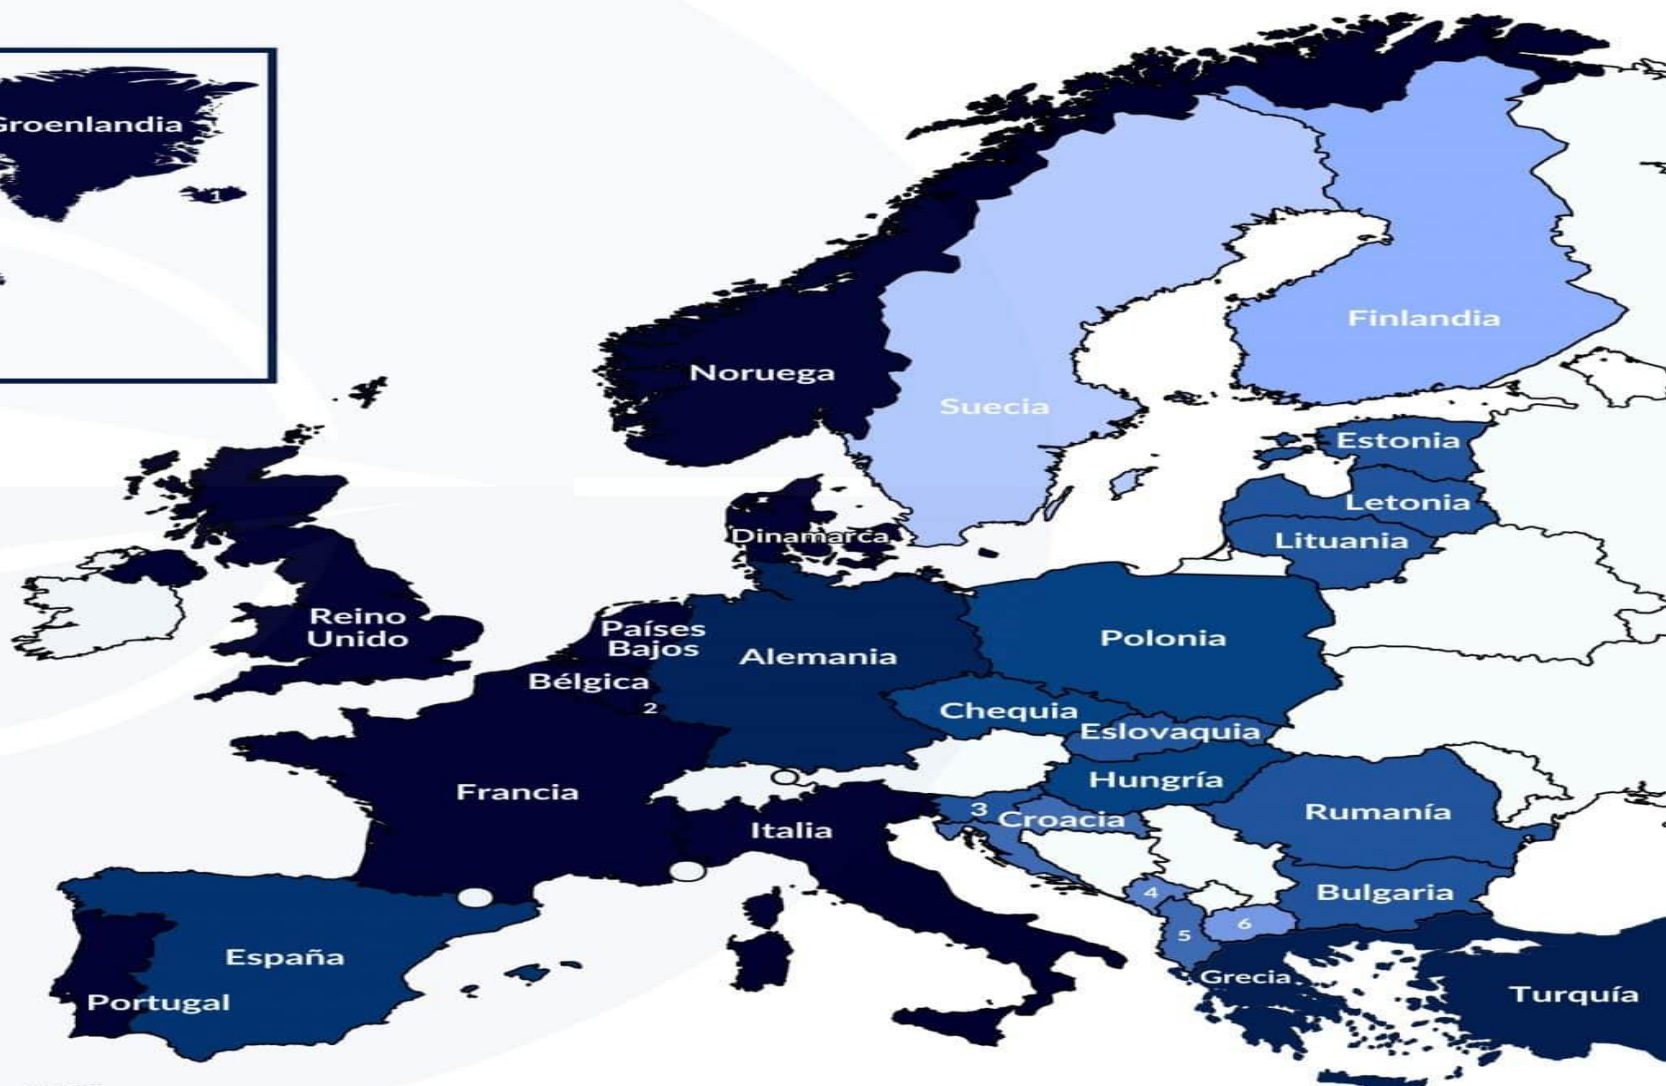 Groenlandia
1
Noruega
Suecia
Finlandia
Estonia
Letonia
Lituania
Dinamarca
Reino
Unido
Países
Bajos
Bélgica
2
Alemania
Polonia
Chequia
Eslovaquia
Hungría
Francia
Italia
3
Croacia
Rumanía
Bulgaria
4
5
6
España
Portugal
Grecia
Turquía